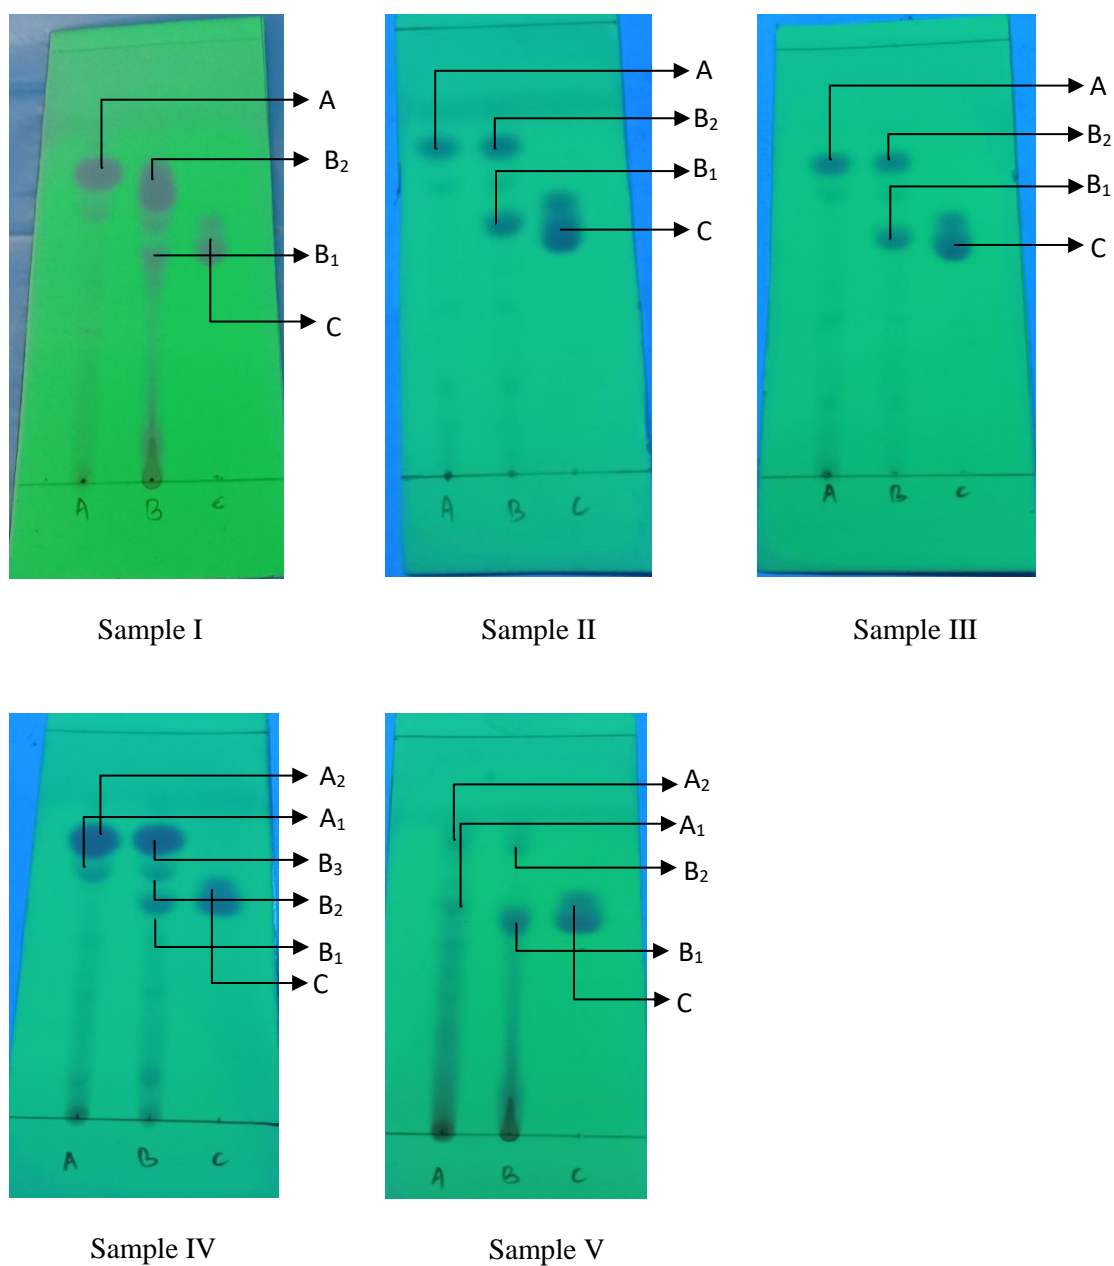 A
B₂
B₁
C
A B c
Sample I
A
B₂
B₁
C
A B C
Sample II
A
B₂
B₁
C
A B C
Sample III
A₂
A₁
B₃
B₂
B₁
C
A B C
Sample IV
A₂
A₁
B₂
B₁
C
A B C
Sample V